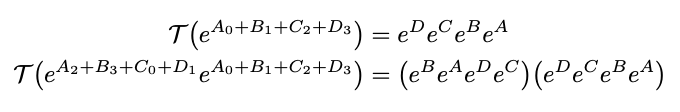 𝒯(e^{A_0+B_1+C_2+D_3}) = e^D e^C e^B e^A
𝒯(e^{A_2+B_3+C_0+D_1} e^{A_0+B_1+C_2+D_3}) = (e^B e^A e^D e^C)(e^D e^C e^B e^A)